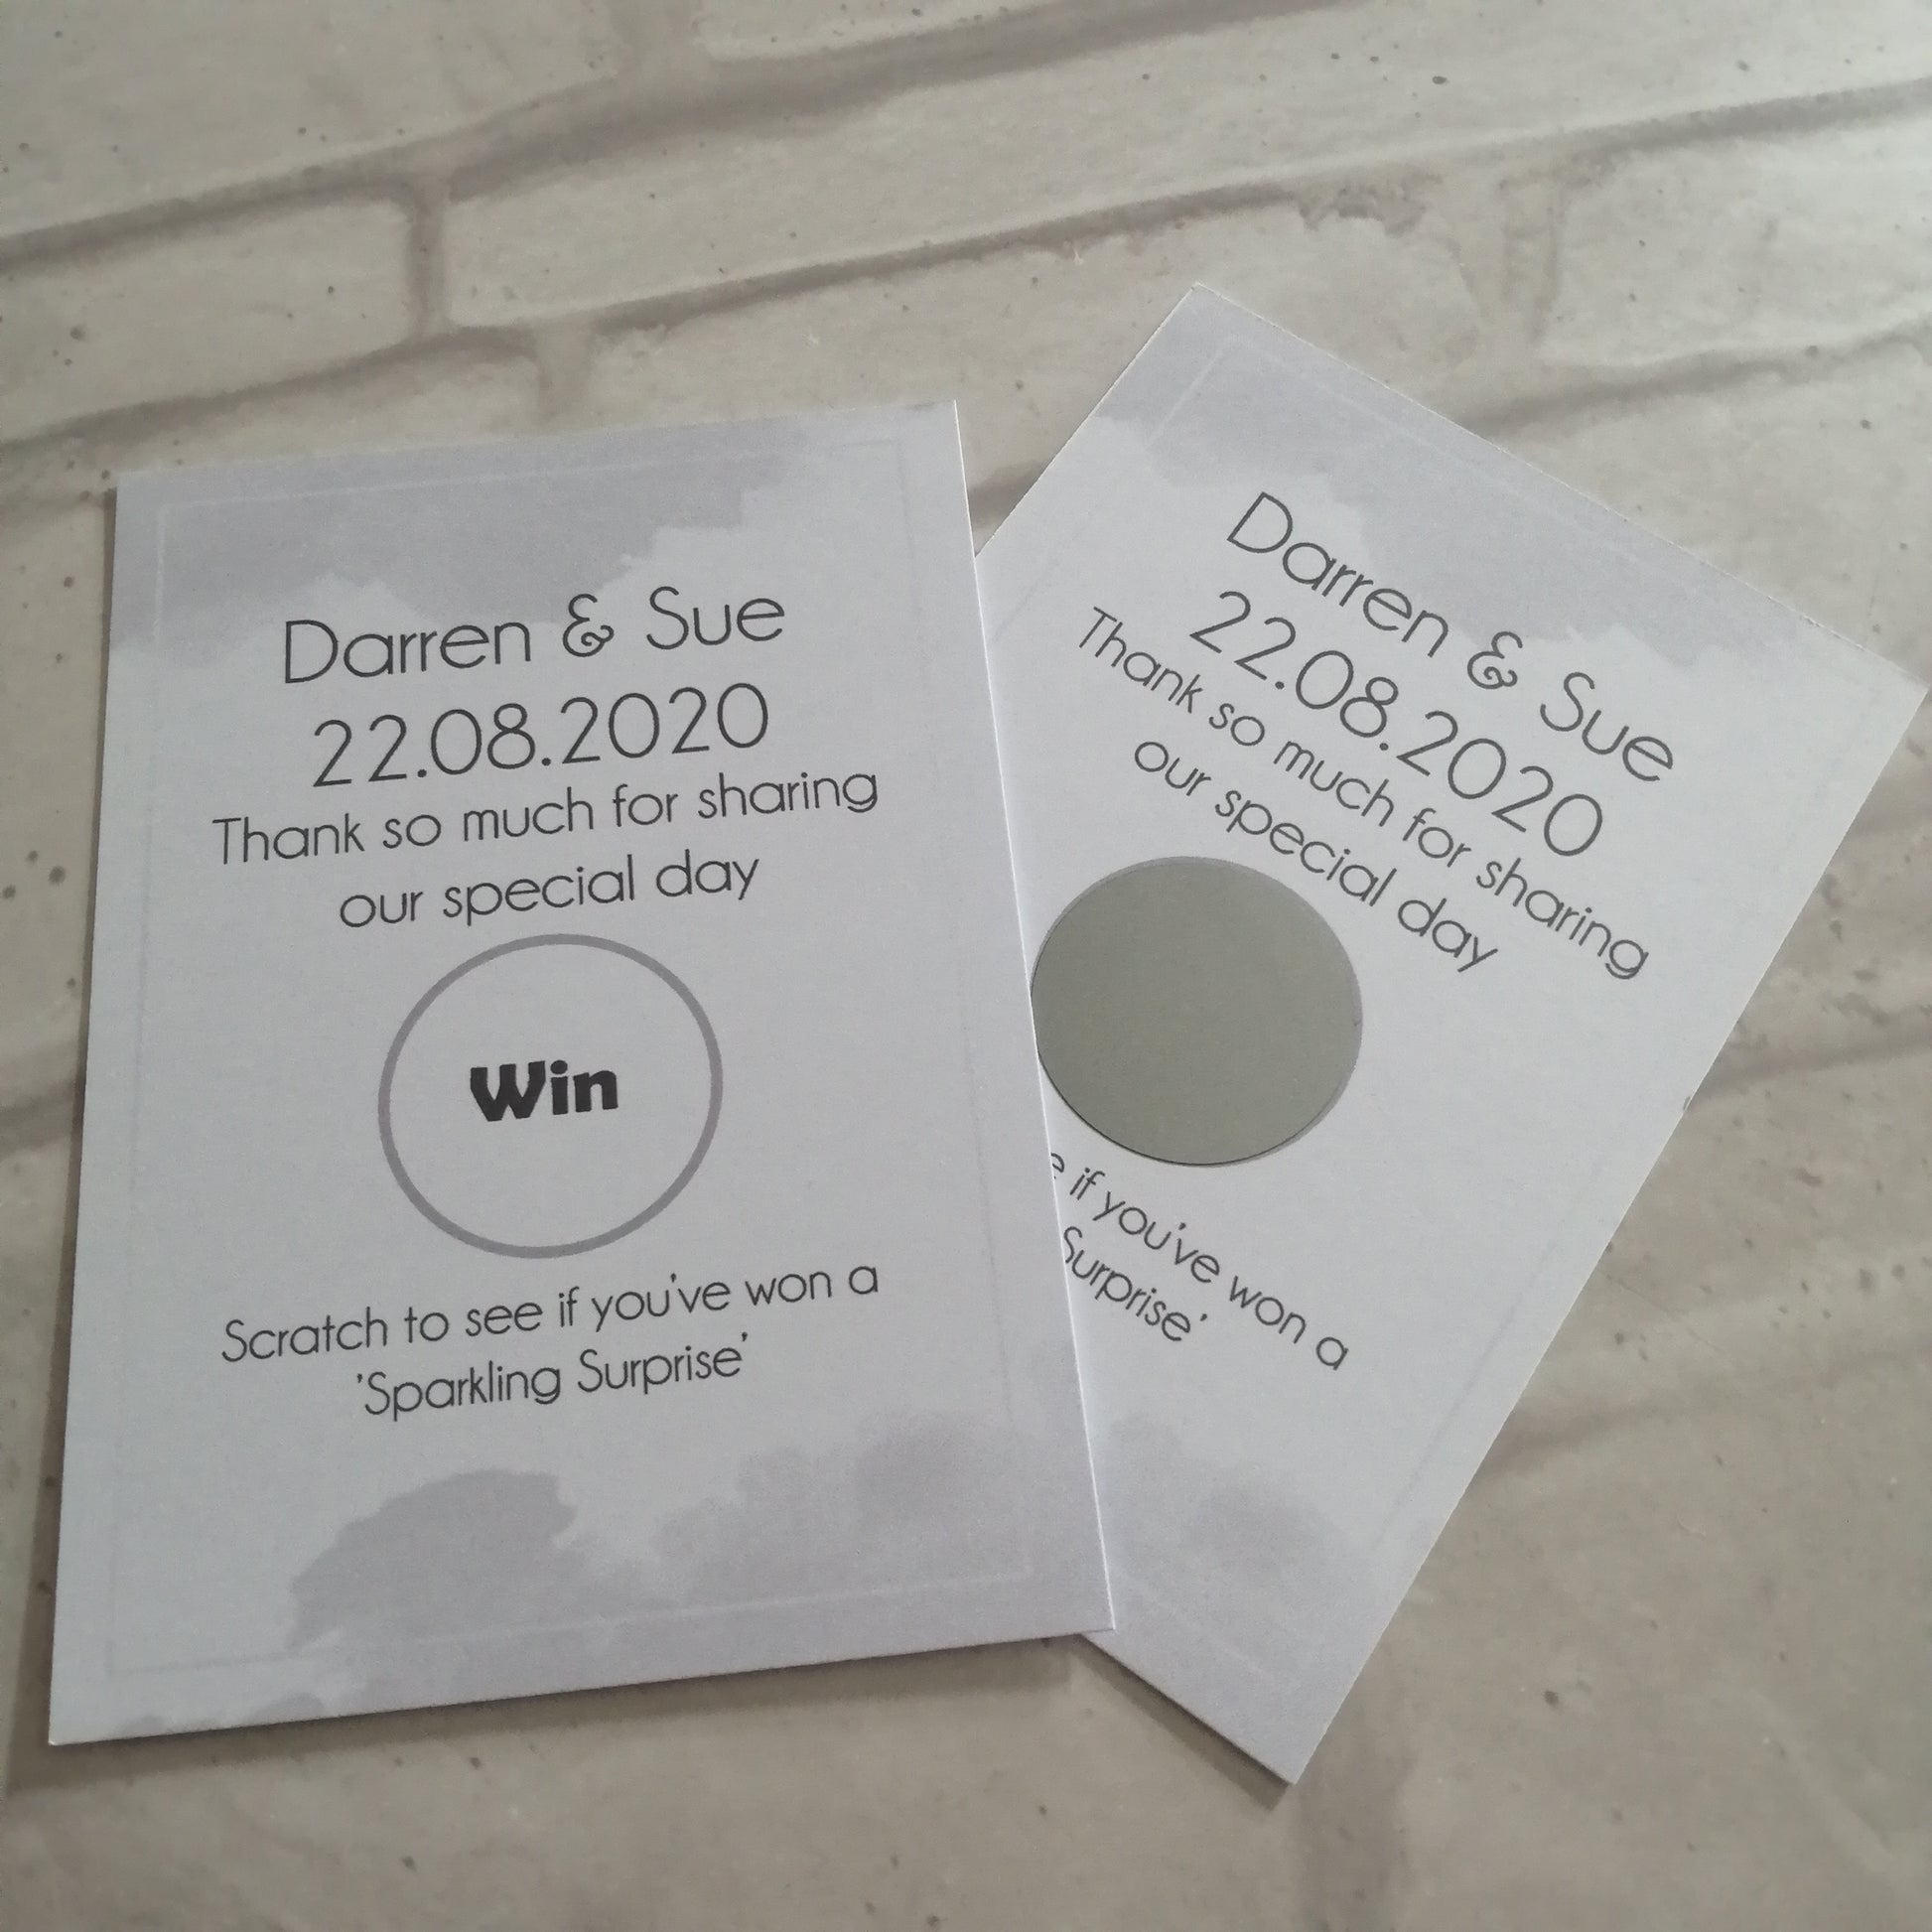 Darren & Sue
22.08.2020
Thank so much for sharing
our special day
Win
Scratch to see if you've won a
'Sparkling Surprise'
Darren & Sue
22.08.2020
Thank so much for sharing
our special day
if you've won a
Surprise'